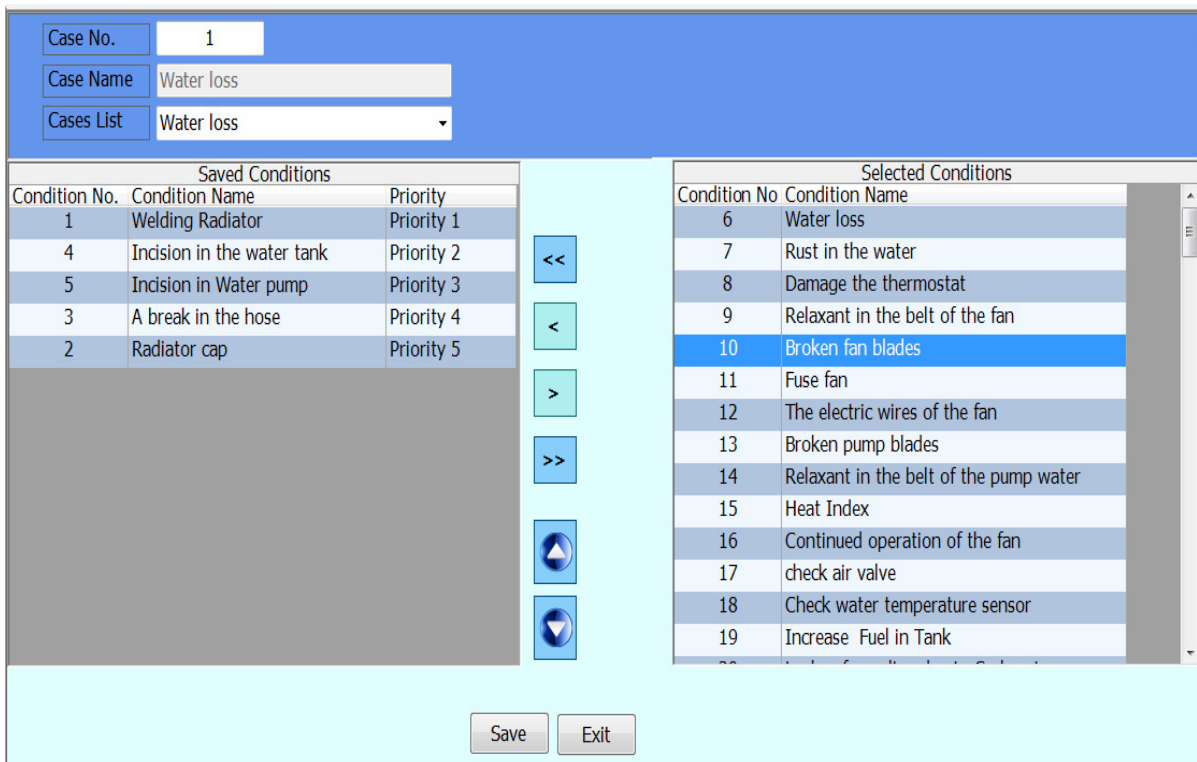 Case No. 1
Case Name Water loss
Cases List Water loss
Saved Conditions
Condition No. Condition Name Priority
1 Welding Radiator Priority 1
4 Incision in the water tank Priority 2
5 Incision in Water pump Priority 3
3 A break in the hose Priority 4
2 Radiator cap Priority 5
<<
<
>
>>
Selected Conditions
Condition No Condition Name
6 Water loss
7 Rust in the water
8 Damage the thermostat
9 Relaxant in the belt of the fan
10 Broken fan blades
11 Fuse fan
12 The electric wires of the fan
13 Broken pump blades
14 Relaxant in the belt of the pump water
15 Heat Index
16 Continued operation of the fan
17 check air valve
18 Check water temperature sensor
19 Increase Fuel in Tank
Save Exit